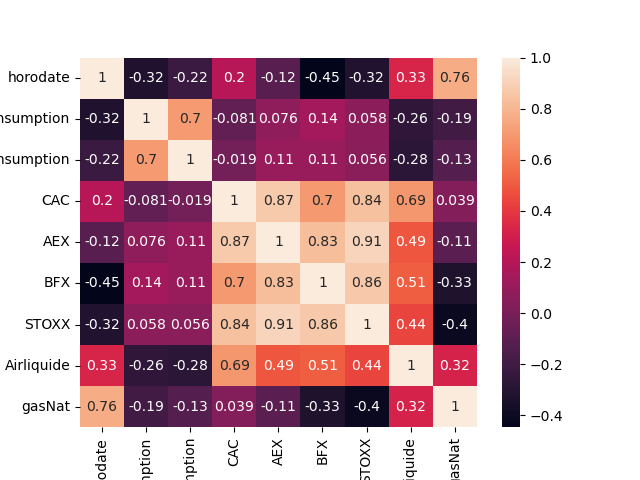 horodate 1 -0.32 -0.22 0.2 -0.12 -0.45 -0.32 0.33 0.76
nsumption -0.32 1 0.7 -0.081 0.076 0.14 0.058 -0.26 -0.19
nsumption -0.22 0.7 1 -0.019 0.11 0.11 0.056 -0.28 -0.13
CAC 0.2 -0.081 -0.019 1 0.87 0.7 0.84 0.69 0.039
AEX -0.12 0.076 0.11 0.87 1 0.83 0.91 0.49 -0.11
BFX -0.45 0.14 0.11 0.7 0.83 1 0.86 0.51 -0.33
STOXX -0.32 0.058 0.056 0.84 0.91 0.86 1 0.44 -0.4
Airliquide 0.33 -0.26 -0.28 0.69 0.49 0.51 0.44 1 0.32
gasNat 0.76 -0.19 -0.13 0.039 -0.11 -0.33 -0.4 0.32 1
odate mption mption CAC AEX BFX STOXX iquide gasNat
1.0
0.8
0.6
0.4
0.2
0.0
−0.2
−0.4